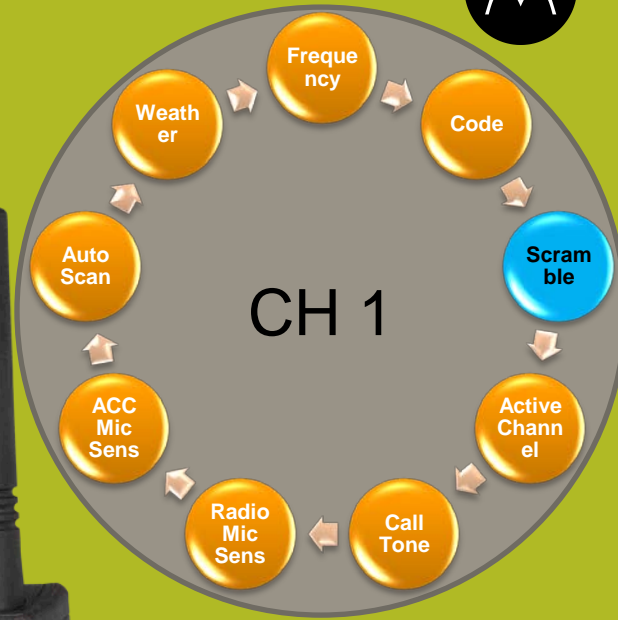 Freque
ncy
Code
Scram
ble
Active
Chann
el
Call
Tone
Radio
Mic
Sens
ACC
Mic
Sens
Auto
Scan
Weath
er
CH 1